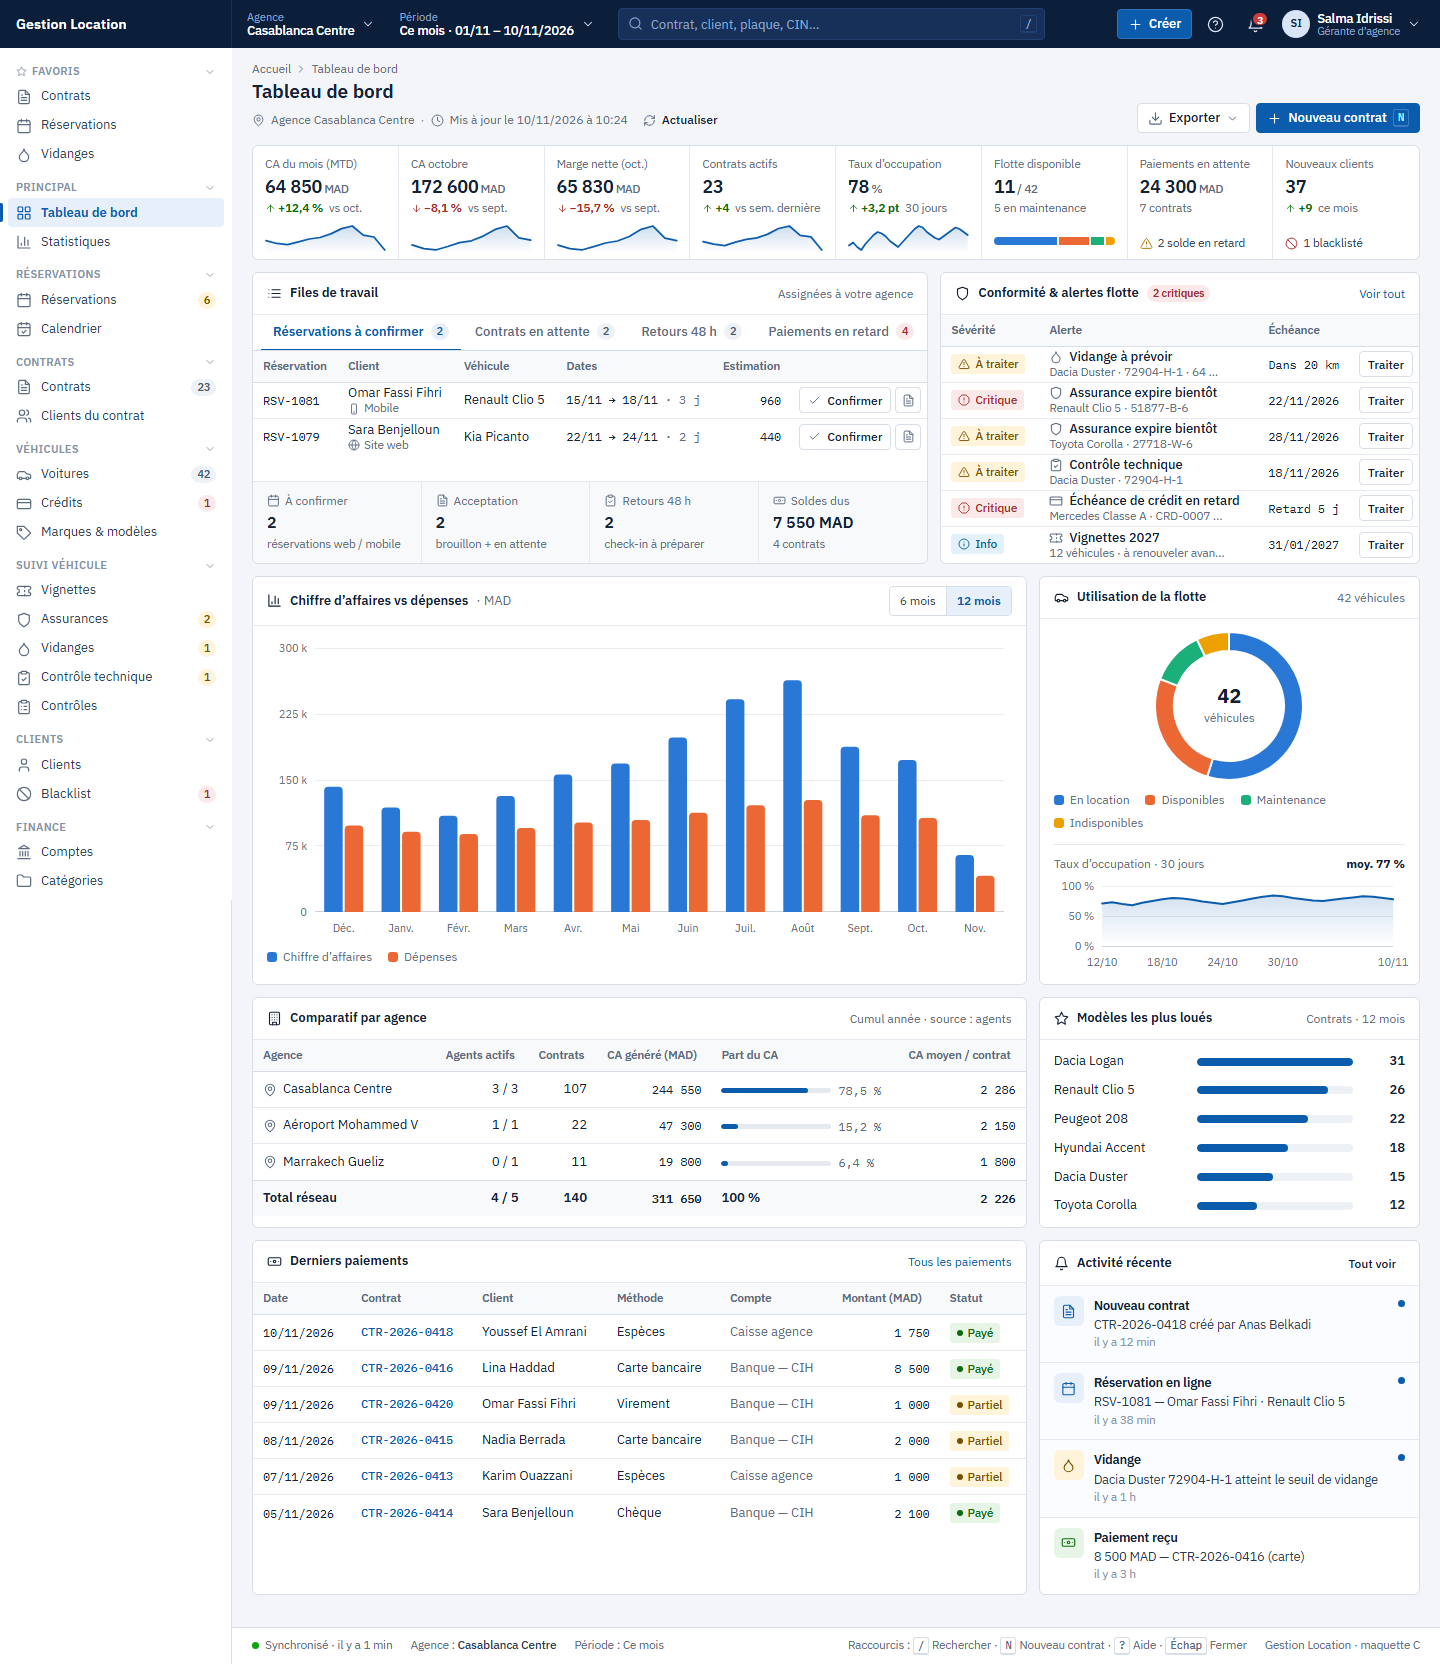 Gestion Location
Agence
Casablanca Centre
Période
Ce mois · 01/11 – 10/11/2026
Contrat, client, plaque, CIN...
/
Créer
3
SI
Salma Idrissi
Gérante d'agence
FAVORIS
Contrats
Réservations
Vidanges
PRINCIPAL
Tableau de bord
Statistiques
RÉSERVATIONS
Réservations 6
Calendrier
CONTRATS
Contrats 23
Clients du contrat
VÉHICULES
Voitures 42
Crédits 1
Marques & modèles
SUIVI VÉHICULE
Vignettes
Assurances 2
Vidanges 1
Contrôle technique 1
Contrôles
CLIENTS
Clients
Blacklist 1
FINANCE
Comptes
Catégories
Accueil > Tableau de bord
Tableau de bord
Agence Casablanca Centre · Mis à jour le 10/11/2026 à 10:24 Actualiser
Exporter
Nouveau contrat N
CA du mois (MTD)
64 850 MAD
↑ +12,4 % vs oct.
CA octobre
172 600 MAD
↓ −8,1 % vs sept.
Marge nette (oct.)
65 830 MAD
↓ −15,7 % vs sept.
Contrats actifs
23
↑ +4 vs sem. dernière
Taux d'occupation
78 %
↑ +3,2 pt 30 jours
Flotte disponible
11 / 42
5 en maintenance
Paiements en attente
24 300 MAD
7 contrats
2 solde en retard
Nouveaux clients
37
↑ +9 ce mois
1 blacklisté
Files de travail
Assignées à votre agence
Réservations à confirmer 2
Contrats en attente 2
Retours 48 h 2
Paiements en retard 4
Réservation Client Véhicule Dates Estimation
RSV-1081 Omar Fassi Fihri Renault Clio 5 15/11 → 18/11 · 3 j 960 Confirmer
Mobile
RSV-1079 Sara Benjelloun Kia Picanto 22/11 → 24/11 · 2 j 440 Confirmer
Site web
À confirmer
2
réservations web / mobile
Acceptation
2
brouillon + en attente
Retours 48 h
2
check-in à préparer
Soldes dus
7 550 MAD
4 contrats
Conformité & alertes flotte 2 critiques
Voir tout
Sévérité Alerte Échéance
À traiter Vidange à prévoir Dans 20 km Traiter
Dacia Duster · 72904-H-1 · 64 ...
Critique Assurance expire bientôt 22/11/2026 Traiter
Renault Clio 5 · 51877-B-6
À traiter Assurance expire bientôt 28/11/2026 Traiter
Toyota Corolla · 27718-W-6
À traiter Contrôle technique 18/11/2026 Traiter
Dacia Duster · 72904-H-1
Critique Échéance de crédit en retard Retard 5 j Traiter
Mercedes Classe A · CRD-0007 ...
Info Vignettes 2027 31/01/2027 Traiter
12 véhicules · à renouveler avan...
Chiffre d'affaires vs dépenses · MAD
6 mois 12 mois
300 k
225 k
150 k
75 k
0
Déc. Janv. Févr. Mars Avr. Mai Juin Juil. Août Sept. Oct. Nov.
Chiffre d'affaires Dépenses
Utilisation de la flotte
42 véhicules
42
véhicules
En location Disponibles Maintenance
Indisponibles
Taux d'occupation · 30 jours moy. 77 %
100 %
50 %
0 %
12/10 18/10 24/10 30/10 10/11
Comparatif par agence
Cumul année · source : agents
Agence Agents actifs Contrats CA généré (MAD) Part du CA CA moyen / contrat
Casablanca Centre 3 / 3 107 244 550 78,5 % 2 286
Aéroport Mohammed V 1 / 1 22 47 300 15,2 % 2 150
Marrakech Gueliz 0 / 1 11 19 800 6,4 % 1 800
Total réseau 4 / 5 140 311 650 100 % 2 226
Modèles les plus loués
Contrats · 12 mois
Dacia Logan 31
Renault Clio 5 26
Peugeot 208 22
Hyundai Accent 18
Dacia Duster 15
Toyota Corolla 12
Derniers paiements
Tous les paiements
Date Contrat Client Méthode Compte Montant (MAD) Statut
10/11/2026 CTR-2026-0418 Youssef El Amrani Espèces Caisse agence 1 750 Payé
09/11/2026 CTR-2026-0416 Lina Haddad Carte bancaire Banque — CIH 8 500 Payé
09/11/2026 CTR-2026-0420 Omar Fassi Fihri Virement Banque — CIH 1 000 Partiel
08/11/2026 CTR-2026-0415 Nadia Berrada Carte bancaire Banque — CIH 2 000 Partiel
07/11/2026 CTR-2026-0413 Karim Ouazzani Espèces Caisse agence 1 000 Partiel
05/11/2026 CTR-2026-0414 Sara Benjelloun Chèque Banque — CIH 2 100 Payé
Activité récente
Tout voir
Nouveau contrat
CTR-2026-0418 créé par Anas Belkadi
il y a 12 min
Réservation en ligne
RSV-1081 — Omar Fassi Fihri · Renault Clio 5
il y a 38 min
Vidange
Dacia Duster 72904-H-1 atteint le seuil de vidange
il y a 1 h
Paiement reçu
8 500 MAD — CTR-2026-0416 (carte)
il y a 3 h
Synchronisé · il y a 1 min Agence : Casablanca Centre Période : Ce mois
Raccourcis : / Rechercher · N Nouveau contrat · ? Aide · Échap Fermer Gestion Location · maquette C